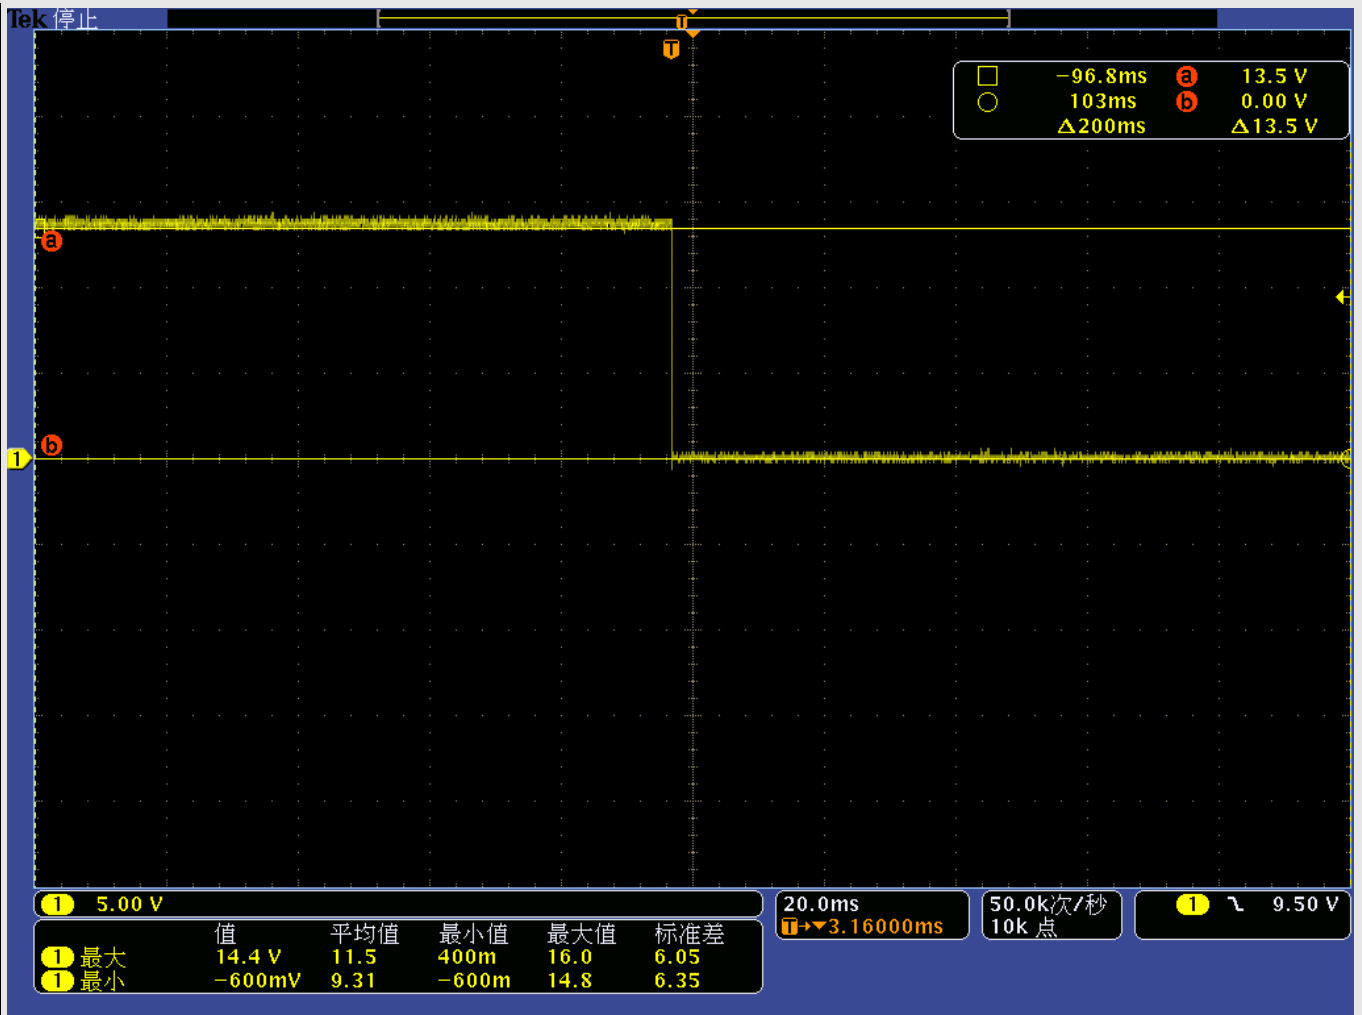 Tek 停止
T
T
-96.8ms a 13.5 V
103ms b 0.00 V
Δ200ms Δ13.5 V
a
b
1
1 5.00 V
20.0ms
T→▼3.16000ms
50.0k次/秒
10k 点
1 9.50 V
值 平均值 最小值 最大值 标准差
1 最大 14.4 V 11.5 400m 16.0 6.05
1 最小 -600mV 9.31 -600m 14.8 6.35